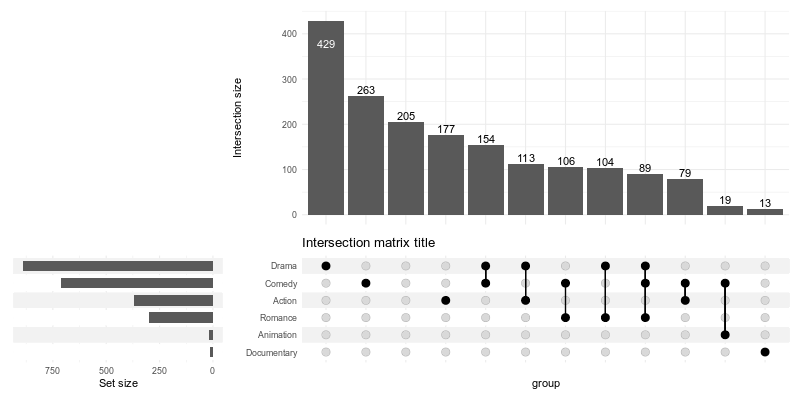 Intersection size
400
300
200
100
0
429
263
205
177
154
113
106
104
89
79
19
13
Intersection matrix title
Drama
Comedy
Action
Romance
Animation
Documentary
750 500 250 0
Set size
group